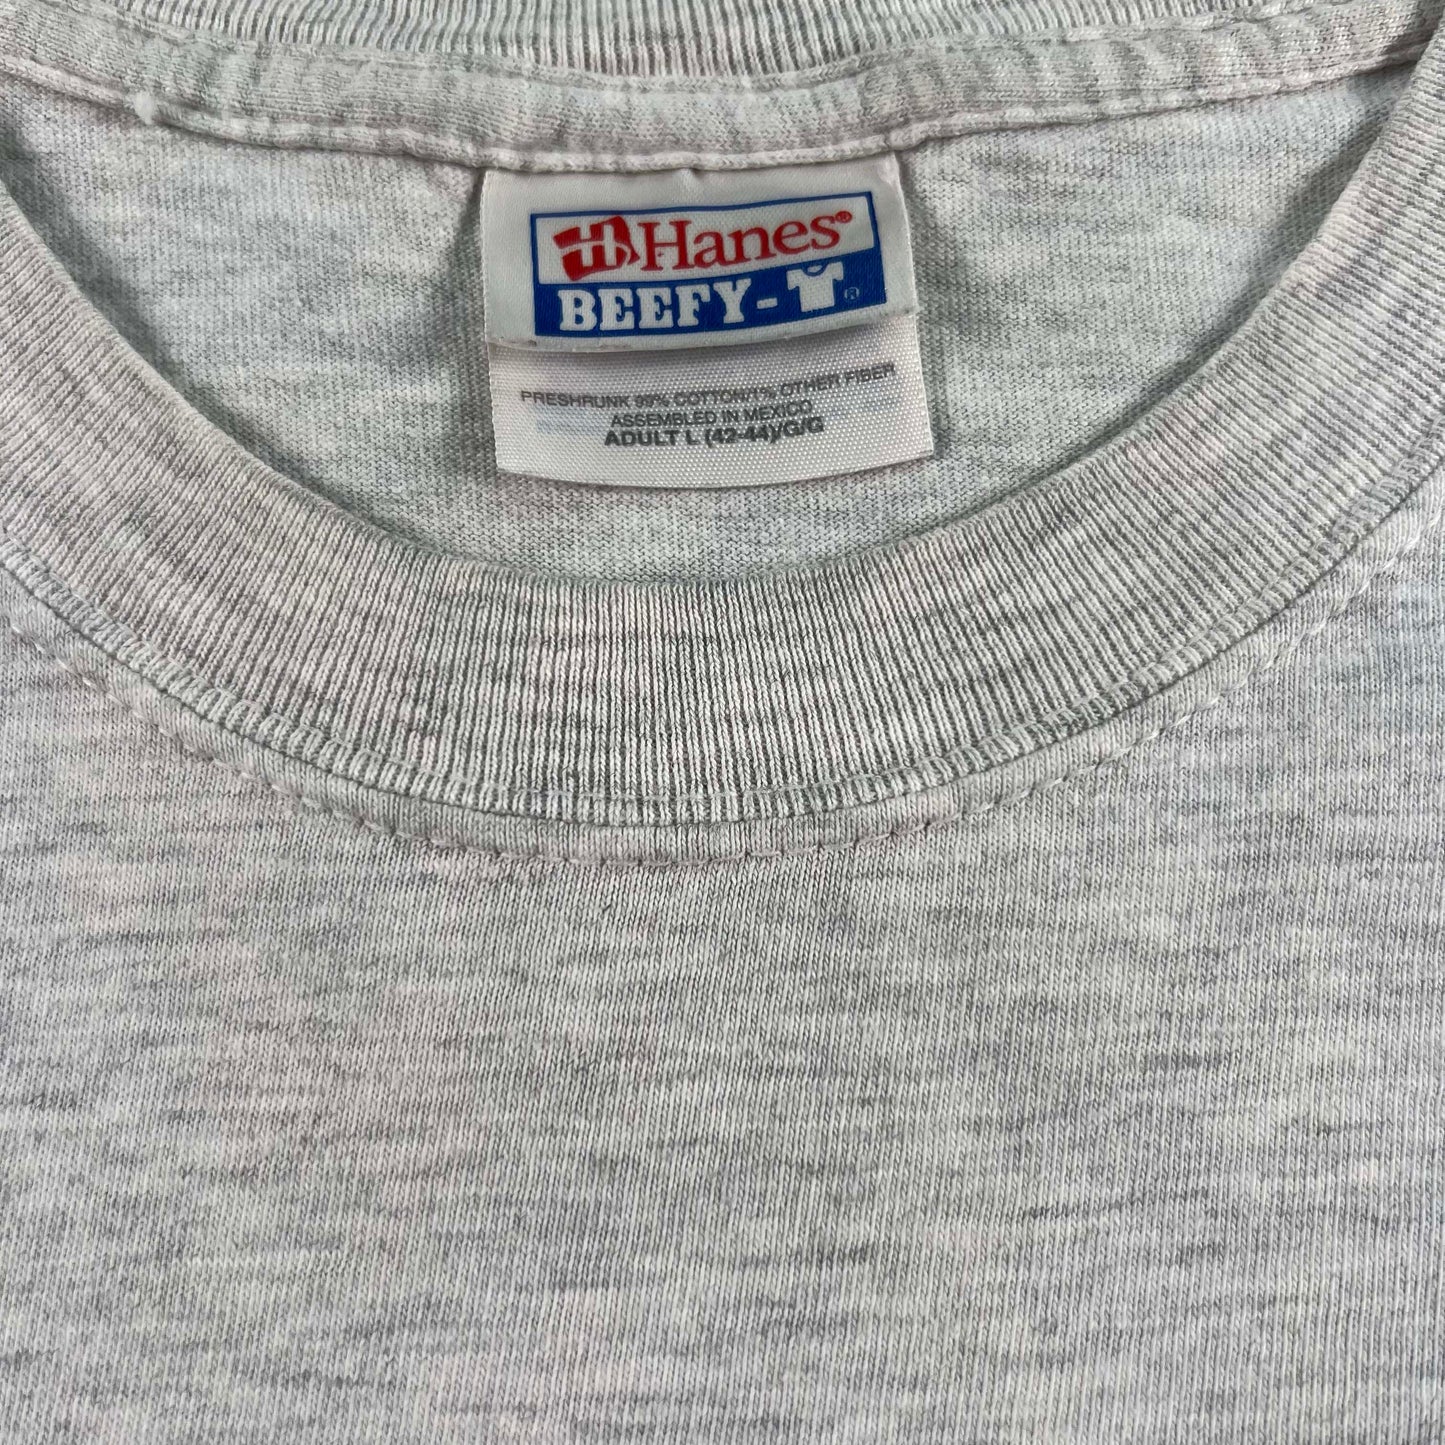 Hanes®
BEEFY-®
PRESHRUNK 99% COTTON/1% OTHER FIBER
ASSEMBLED IN MEXICO
ADULT L (42-44)/G/G